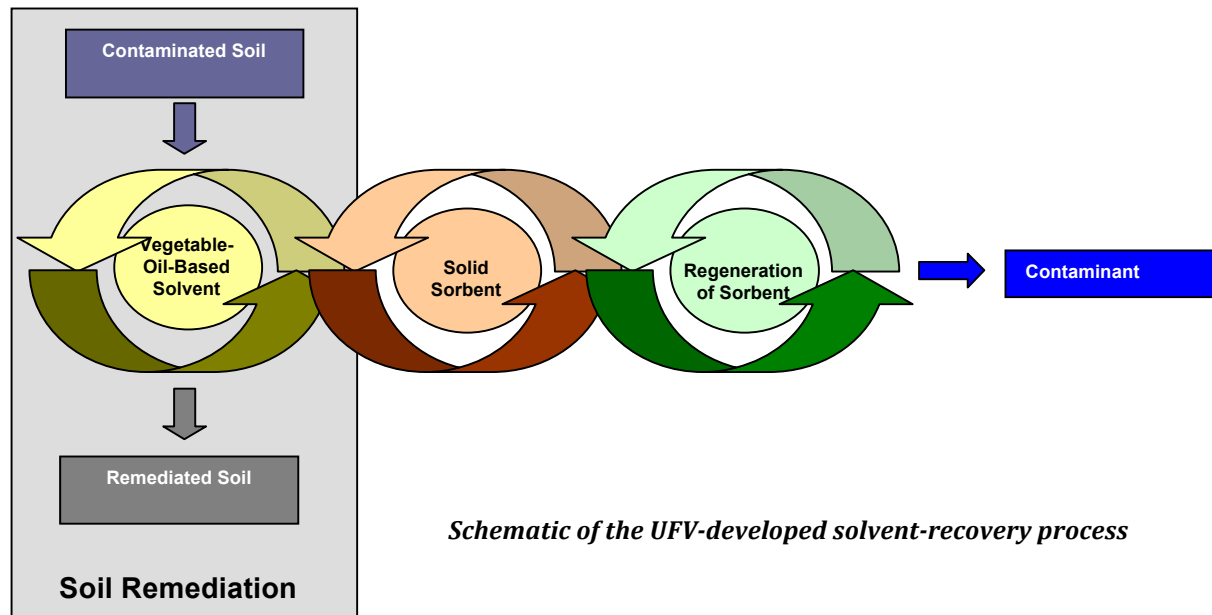 Contaminated Soil
Vegetable-
Oil-Based
Solvent
Solid
Sorbent
Regeneration
of Sorbent
Contaminant
Remediated Soil
Schematic of the UFV-developed solvent-recovery process
Soil Remediation